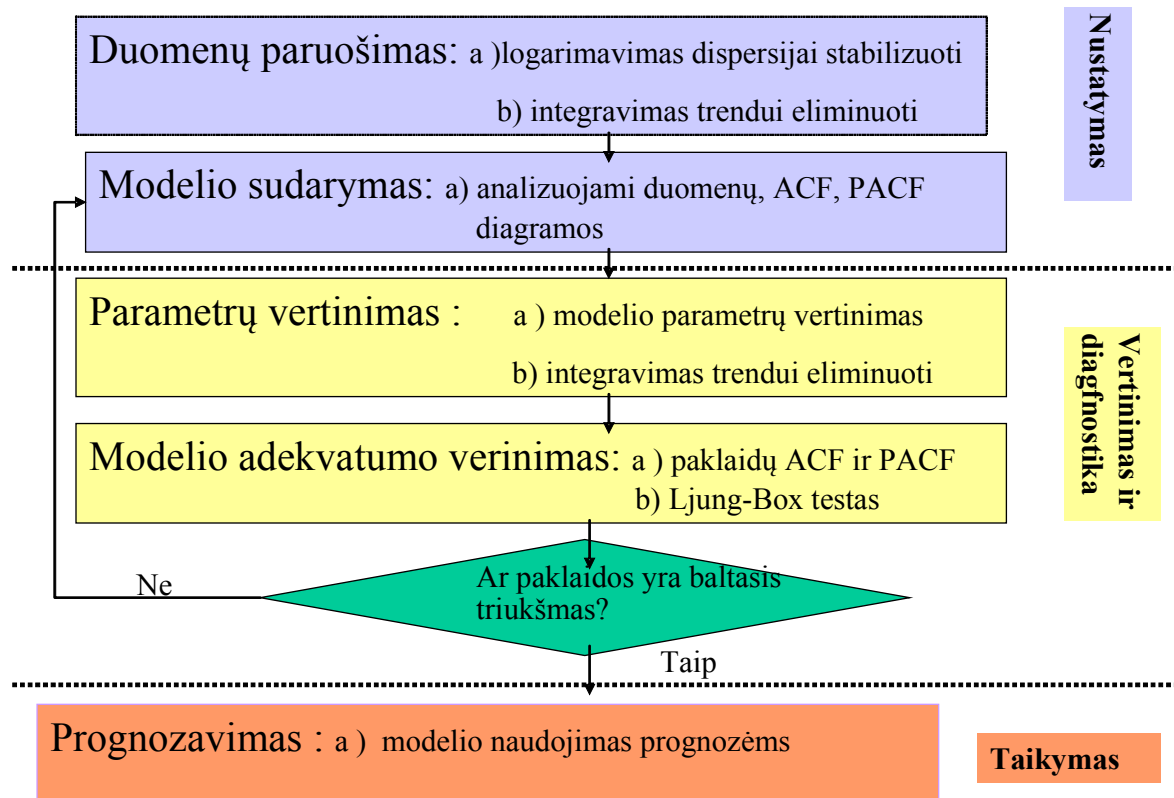 Duomenų paruošimas: a )logarimavimas dispersijai stabilizuoti
b) integravimas trendui eliminuoti
Nustatymas
Modelio sudarymas: a) analizuojami duomenų, ACF, PACF
diagramos
Parametrų vertinimas : a ) modelio parametrų vertinimas
b) integravimas trendui eliminuoti
Vertinimas ir
diagfnostika
Modelio adekvatumo verinimas: a ) paklaidų ACF ir PACF
b) Ljung-Box testas
Ar paklaidos yra baltasis
triukšmas?
Ne
Taip
Prognozavimas : a ) modelio naudojimas prognozėms
Taikymas